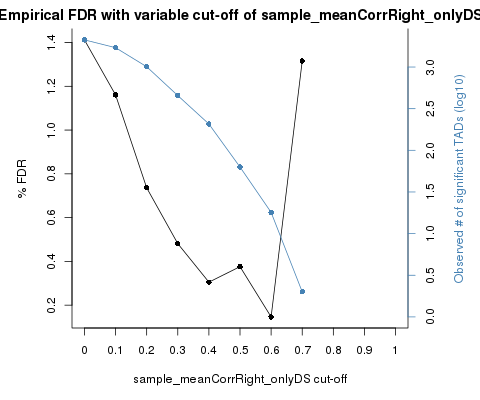 Empirical FDR with variable cut-off of sample_meanCorrRight_onlyDS
% FDR
1.4
1.2
1.0
0.8
0.6
0.4
0.2
3.0
2.5
2.0
1.5
1.0
0.5
0.0
Observed # of significant TADs (log10)
0 0.1 0.2 0.3 0.4 0.5 0.6 0.7 0.8 0.9 1
sample_meanCorrRight_onlyDS cut-off